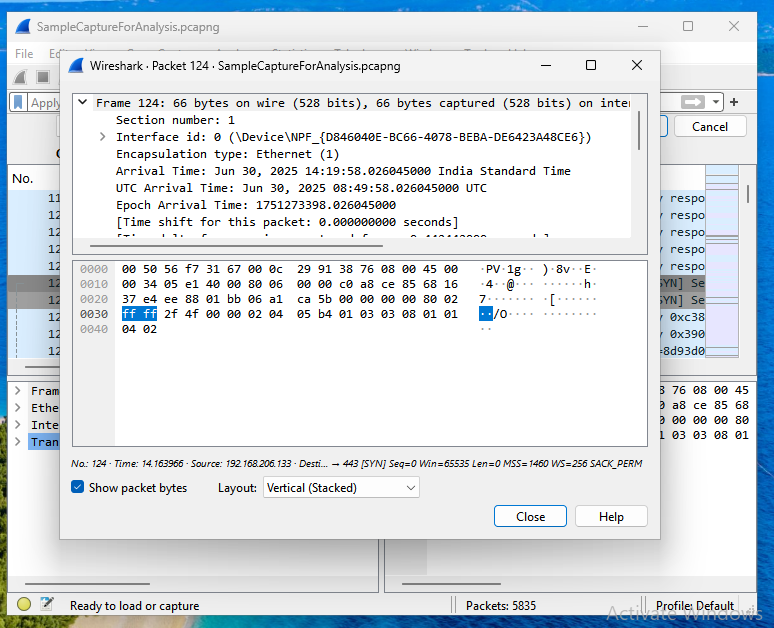 SampleCaptureForAnalysis.pcapng
File
Apply
Wireshark · Packet 124 · SampleCaptureForAnalysis.pcapng
Frame 124: 66 bytes on wire (528 bits), 66 bytes captured (528 bits) on inter
Section number: 1
Interface id: 0 (\Device\NPF_{D846040E-BC66-4078-BEBA-DE6423A48CE6})
Encapsulation type: Ethernet (1)
Arrival Time: Jun 30, 2025 14:19:58.026045000 India Standard Time
UTC Arrival Time: Jun 30, 2025 08:49:58.026045000 UTC
Epoch Arrival Time: 1751273398.026045000
[Time shift for this packet: 0.000000000 seconds]
0000 00 50 56 f7 31 67 00 0c 29 91 38 76 08 00 45 00 ·PV·1g·· )·8v··E·
0010 00 34 05 e1 40 00 80 06 00 00 c0 a8 ce 85 68 16 ·4··@··· ······h·
0020 37 e4 ee 88 01 bb 06 a1 ca 5b 00 00 00 00 80 02 7······· ·[······
0030 ff ff 2f 4f 00 00 02 04 05 b4 01 03 03 08 01 01 ··/O···· ········
0040 04 02 ··
No.: 124 · Time: 14.163966 · Source: 192.168.206.133 · Desti... → 443 [SYN] Seq=0 Win=65535 Len=0 MSS=1460 WS=256 SACK_PERM
Show packet bytes
Layout: Vertical (Stacked)
Close
Help
Cancel
No.
11
12
12
12
12
12
12
12
12
12
y respo
y respo
y respo
y respo
y respo
SYN] Se
SYN] Se
y 0xc38
y 0x390
=8d93d0
Fram
Ethe
Inte
Tran
8 76 08 00 45
0 a8 ce 85 68
0 00 00 00 80
1 03 03 08 01
Ready to load or capture
Packets: 5835
Profile: Default
Activate Windows